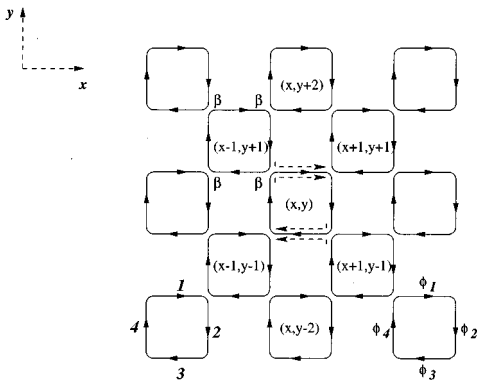 y
x
(x,y+2)
β β
(x-1,y+1) (x+1,y+1)
β β
(x,y)
(x-1,y-1) (x+1,y-1)
1 ϕ1
4 2 (x,y-2) ϕ4 ϕ2
3 ϕ3